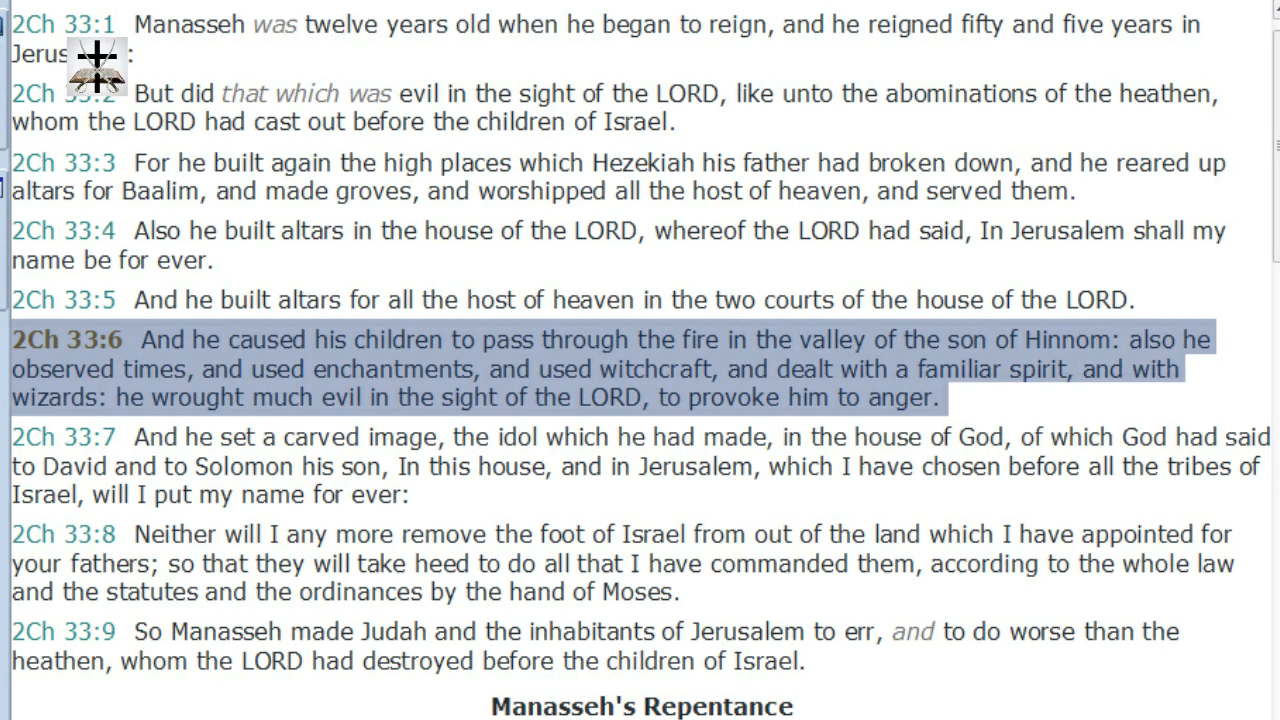 2Ch 33:1 Manasseh was twelve years old when he began to reign, and he reigned fifty and five years in
:
2Ch But did that which was evil in the sight of the LORD, like unto the abominations of the heathen,
whom the LORD had cast out before the children of Israel.
2Ch 33:3 For he built again the high places which Hezekiah his father had broken down, and he reared up
altars for Baalim, and made groves, and worshipped all the host of heaven, and served them.
2Ch 33:4 Also he built altars in the house of the LORD, whereof the LORD had said, In Jerusalem shall my
name be for ever.
2Ch 33:5 And he built altars for all the host of heaven in the two courts of the house of the LORD.
2Ch 33:6 And he caused his children to pass through the fire in the valley of the son of Hinnom: also he
observed times, and used enchantments, and used witchcraft, and dealt with a familiar spirit, and with
wizards: he wrought much evil in the sight of the LORD, to provoke him to anger.
2Ch 33:7 And he set a carved image, the idol which he had made, in the house of God, of which God had said
to David and to Solomon his son, In this house, and in Jerusalem, which I have chosen before all the tribes of
Israel, will I put my name for ever:
2Ch 33:8 Neither will I any more remove the foot of Israel from out of the land which I have appointed for
your fathers; so that they will take heed to do all that I have commanded them, according to the whole law
and the statutes and the ordinances by the hand of Moses.
2Ch 33:9 So Manasseh made Judah and the inhabitants of Jerusalem to err, and to do worse than the
heathen, whom the LORD had destroyed before the children of Israel.
Manasseh's Repentance